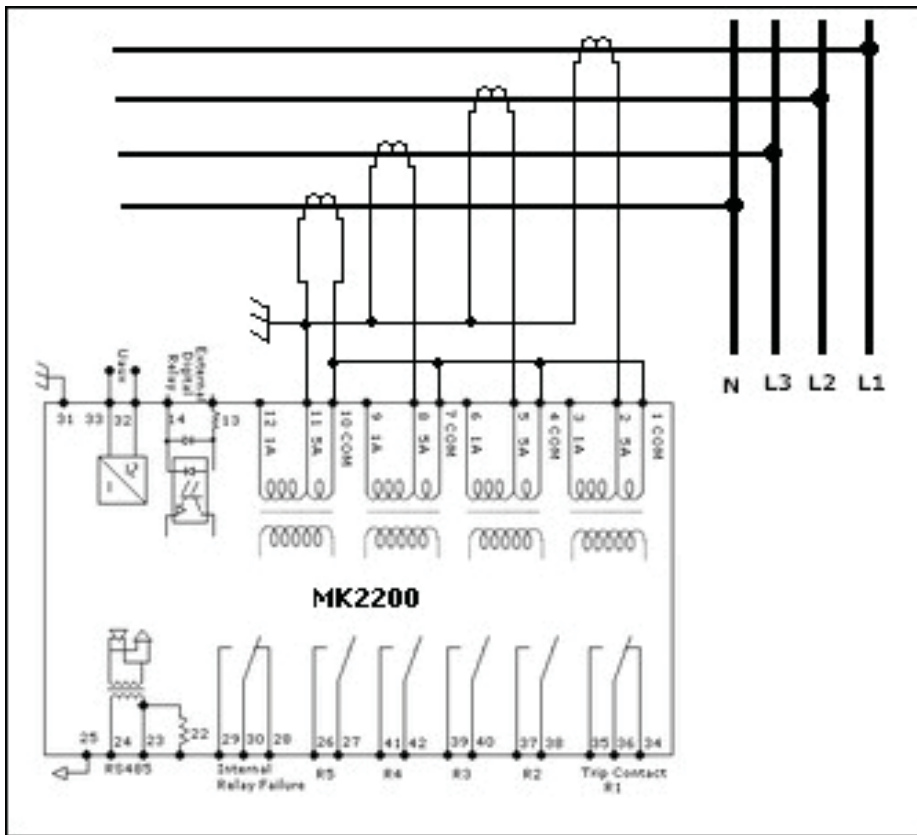 N L3 L2 L1
Uaux
External Digital Relay
31 33 32 14 13
12 1A
11 5A
10 COM
9 1A
8 5A
7 COM
6 1A
5 5A
4 COM
3 1A
2 5A
1 COM
MK2200
25 24 23 22 29 30 28 26 27 41 42 39 40 37 38 35 36 34
RS485
Internal
Relay Failure
R5 R4 R3 R2
Trip Contact
R1